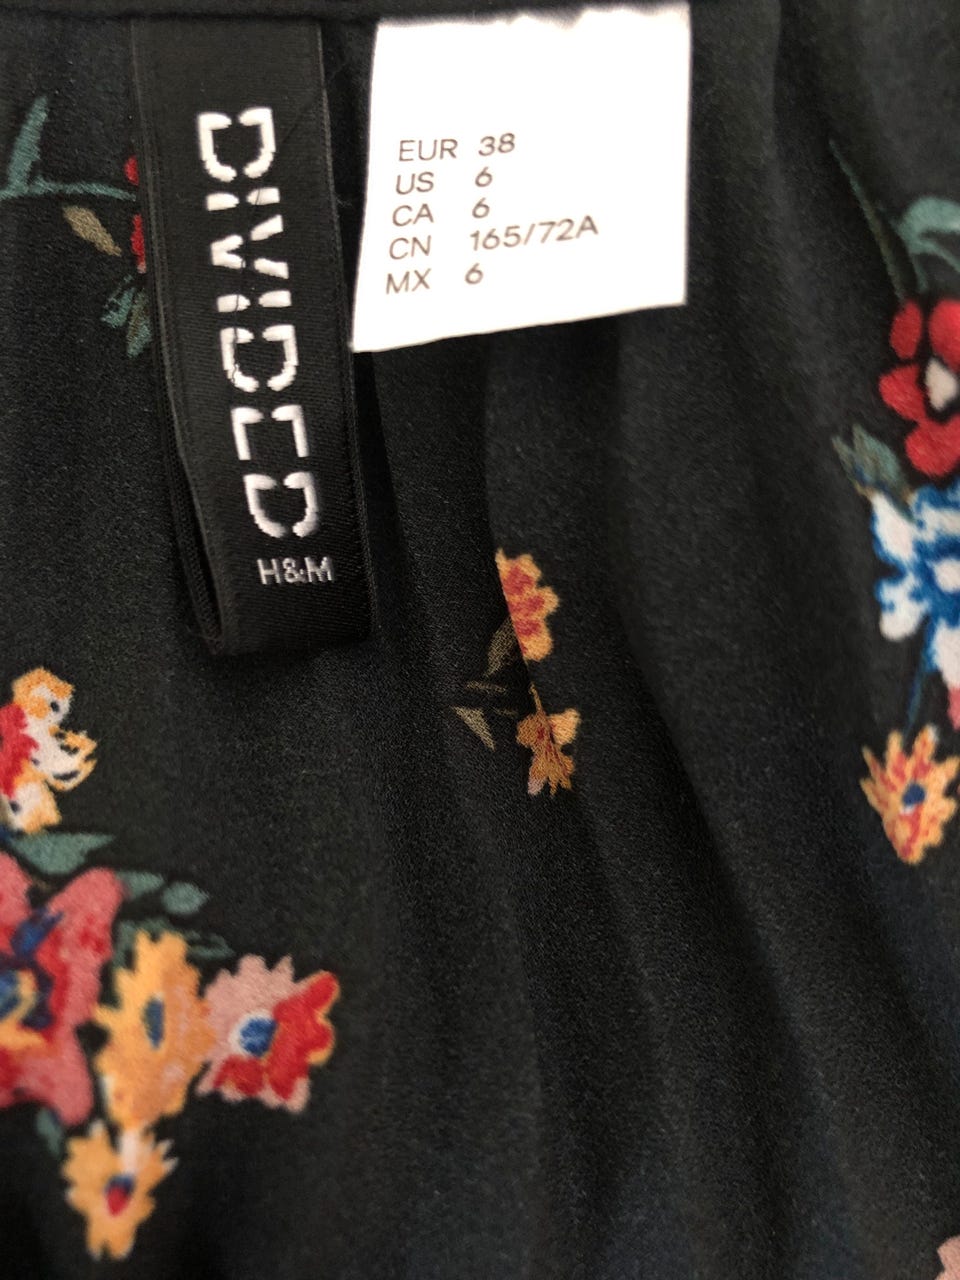 DIVIDED
H&M
EUR 38
US 6
CA 6
CN 165/72A
MX 6